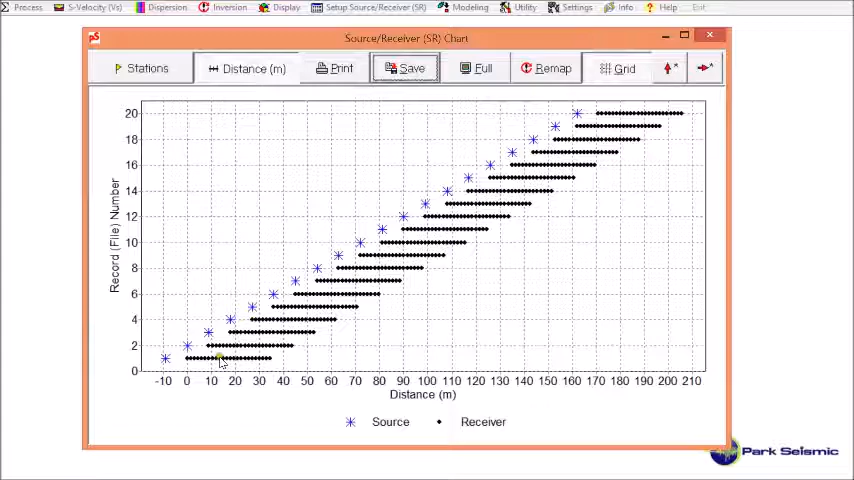 Process S-Velocity (Vs) Dispersion Inversion Display Setup Source/Receiver (SR) Modeling Utility Settings Info ? Help Exit
pS Source/Receiver (SR) Chart
Stations Distance (m) Print Save Full Remap Grid
Record (File) Number
20
18
16
14
12
10
8
6
4
2
0
-10 0 10 20 30 40 50 60 70 80 90 100 110 120 130 140 150 160 170 180 190 200 210
Distance (m)
Source Receiver
Park Seismic